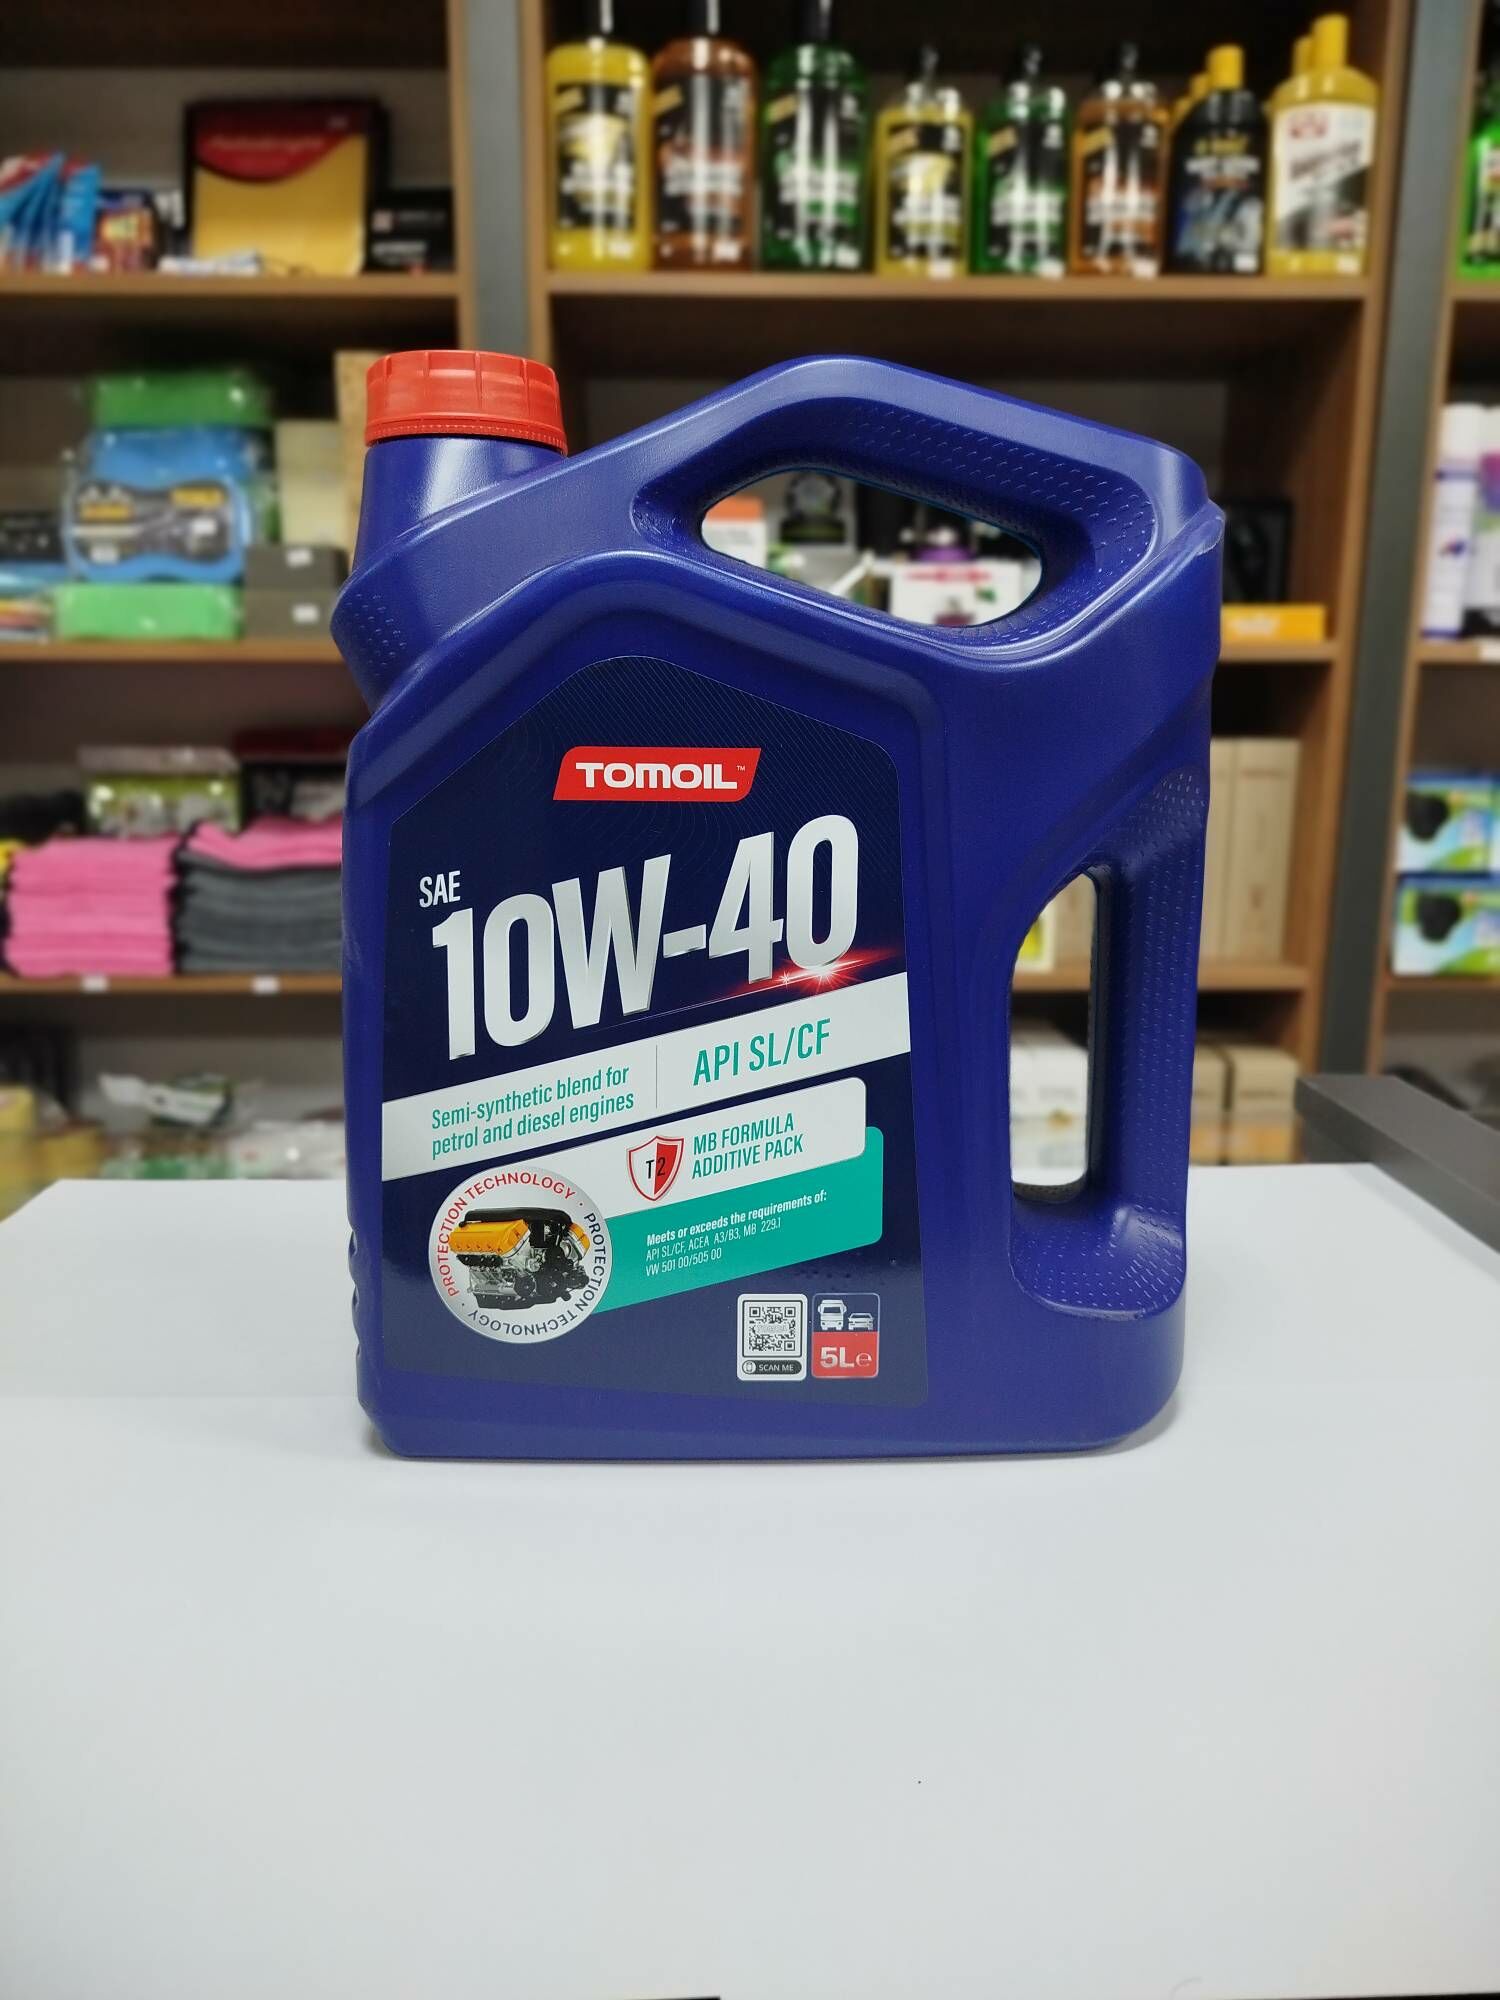 TOMOIL™
SAE
10W-40
Semi-synthetic blend for
petrol and diesel engines
API SL/CF
T2
MB FORMULA
ADDITIVE PACK
PROTECTION TECHNOLOGY · PROTECTION TECHNOLOGY ·
Meets or exceeds the requirements of:
API SL/CF, ACEA A3/B3, MB 229.1
VW 501 00/505 00
SCAN ME
5L e